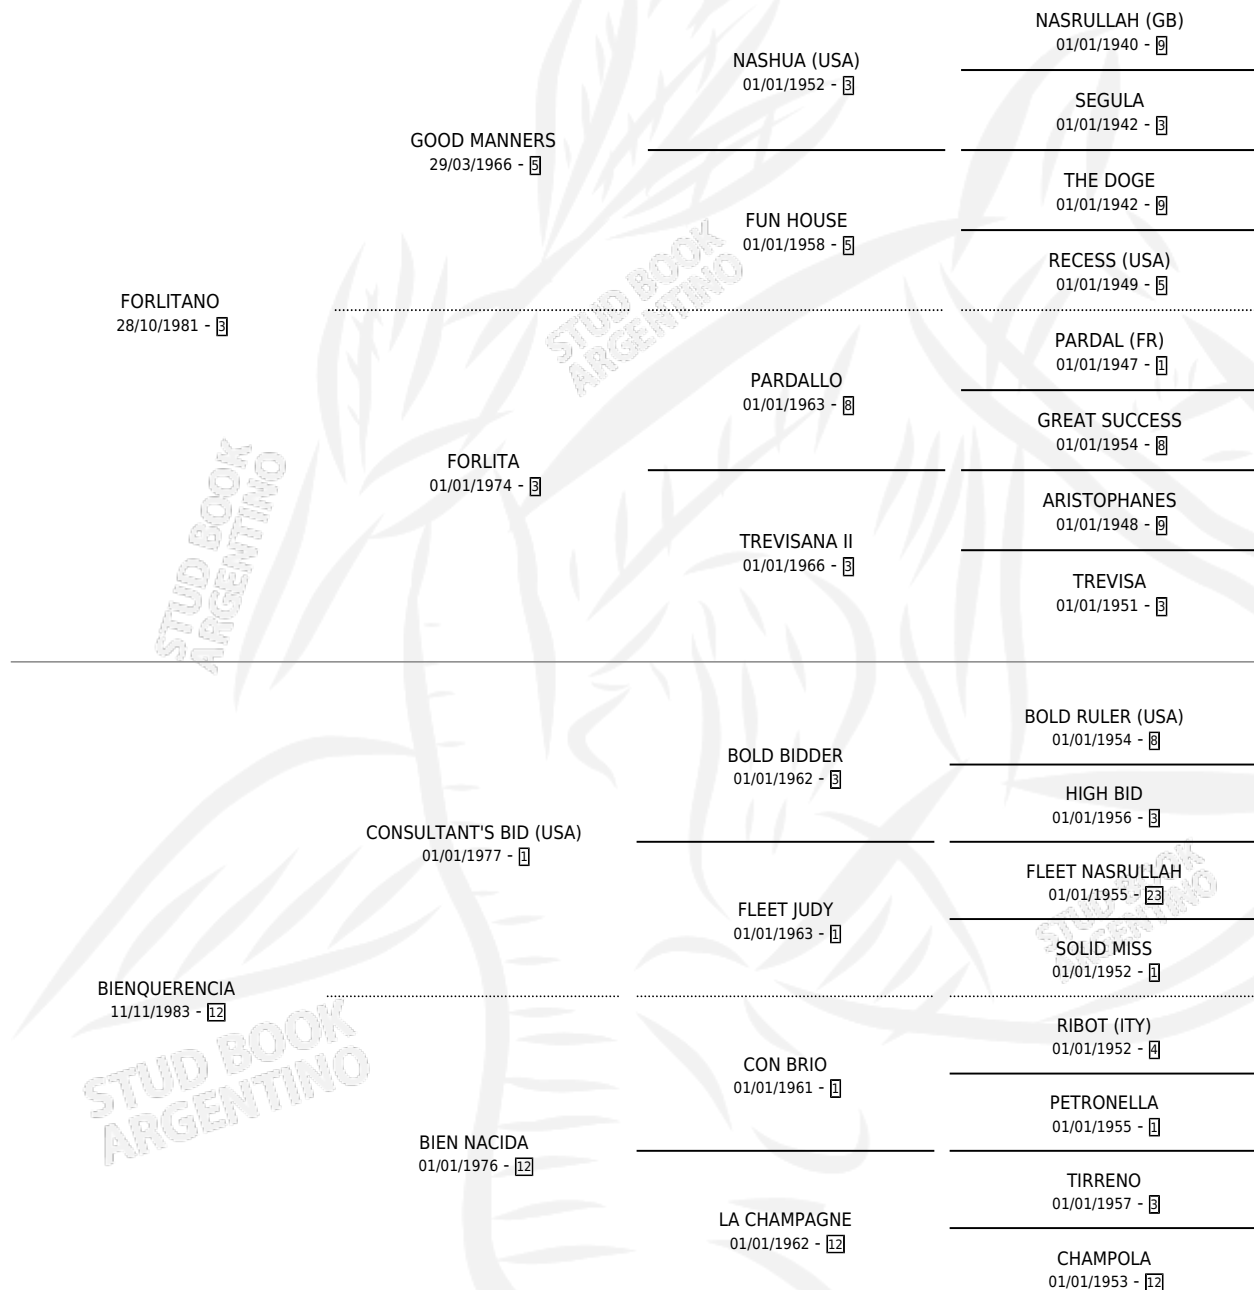 NASRULLAH (GB)
01/01/1940 - 9
NASHUA (USA)
01/01/1952 - 3
SEGULA
01/01/1942 - 3
GOOD MANNERS
29/03/1966 - 5
THE DOGE
01/01/1942 - 9
FUN HOUSE
01/01/1958 - 5
RECESS (USA)
01/01/1949 - 5
FORLITANO
28/10/1981 - 3
PARDAL (FR)
01/01/1947 - 1
PARDALLO
01/01/1963 - 8
GREAT SUCCESS
01/01/1954 - 8
FORLITA
01/01/1974 - 3
ARISTOPHANES
01/01/1948 - 9
TREVISANA II
01/01/1966 - 3
TREVISA
01/01/1951 - 3
BOLD RULER (USA)
01/01/1954 - 8
BOLD BIDDER
01/01/1962 - 3
HIGH BID
01/01/1956 - 3
CONSULTANT'S BID (USA)
01/01/1977 - 1
FLEET NASRULLAH
01/01/1955 - 23
FLEET JUDY
01/01/1963 - 1
SOLID MISS
01/01/1952 - 1
BIENQUERENCIA
11/11/1983 - 12
RIBOT (ITY)
01/01/1952 - 4
CON BRIO
01/01/1961 - 1
PETRONELLA
01/01/1955 - 1
BIEN NACIDA
01/01/1976 - 12
TIRRENO
01/01/1957 - 3
LA CHAMPAGNE
01/01/1962 - 12
CHAMPOLA
01/01/1953 - 12
STUD BOOK
ARGENTINO
STUD BOOK
ARGENTINO
STUD BOOK
ARGENTINO
STUD BOOK
ARGENTINO